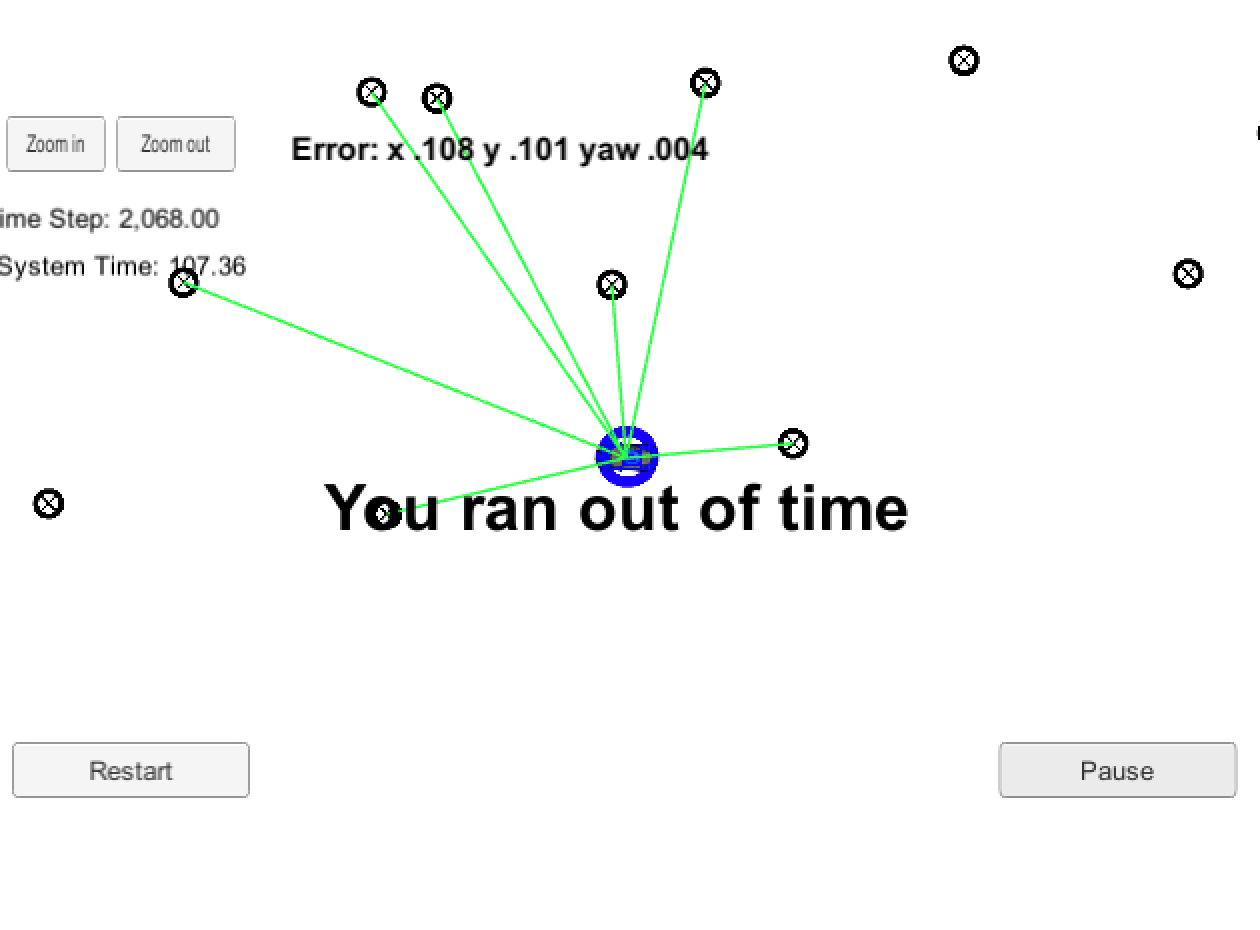 Zoom in
Zoom out
Error: x .108 y .101 yaw .004
ime Step: 2,068.00
System Time: 107.36
You ran out of time
Restart
Pause